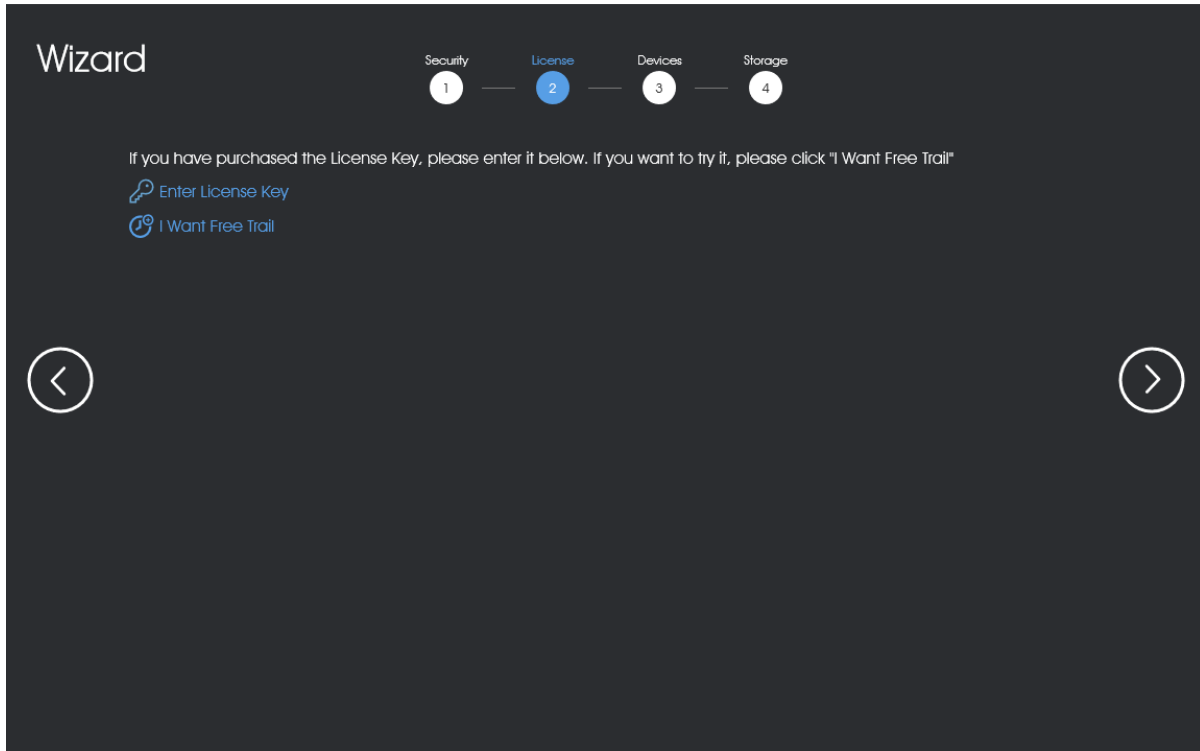 Wizard
Security License Devices Storage
1 2 3 4
If you have purchased the License Key, please enter it below. If you want to try it, please click "I Want Free Trail"
Enter License Key
I Want Free Trail